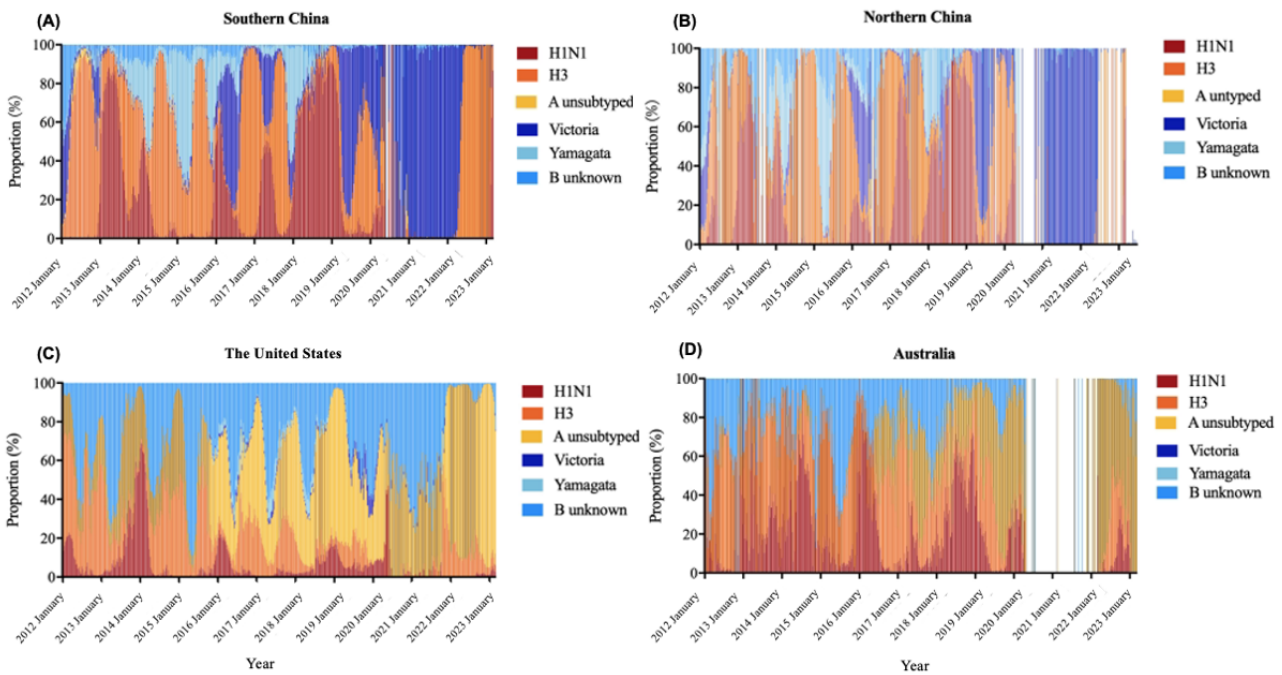 (A)
Southern China
Proportion (%)
100
80
60
40
20
0
2012 January
2013 January
2014 January
2015 January
2016 January
2017 January
2018 January
2019 January
2020 January
2021 January
2022 January
2023 January
H1N1
H3
A unsubtyped
Victoria
Yamagata
B unknown
(B)
Northern China
Proportion (%)
100
80
60
40
20
0
2012 January
2013 January
2014 January
2015 January
2016 January
2017 January
2018 January
2019 January
2020 January
2021 January
2022 January
2023 January
H1N1
H3
A untyped
Victoria
Yamagata
B unknown
(C)
The United States
Proportion (%)
100
80
60
40
20
0
2012 January
2013 January
2014 January
2015 January
2016 January
2017 January
2018 January
2019 January
2020 January
2021 January
2022 January
2023 January
Year
H1N1
H3
A unsubtyped
Victoria
Yamagata
B unknown
(D)
Australia
Proportion (%)
100
80
60
40
20
0
2012 January
2013 January
2014 January
2015 January
2016 January
2017 January
2018 January
2019 January
2020 January
2021 January
2022 January
2023 January
Year
H1N1
H3
A unsubtyped
Victoria
Yamagata
B unknown